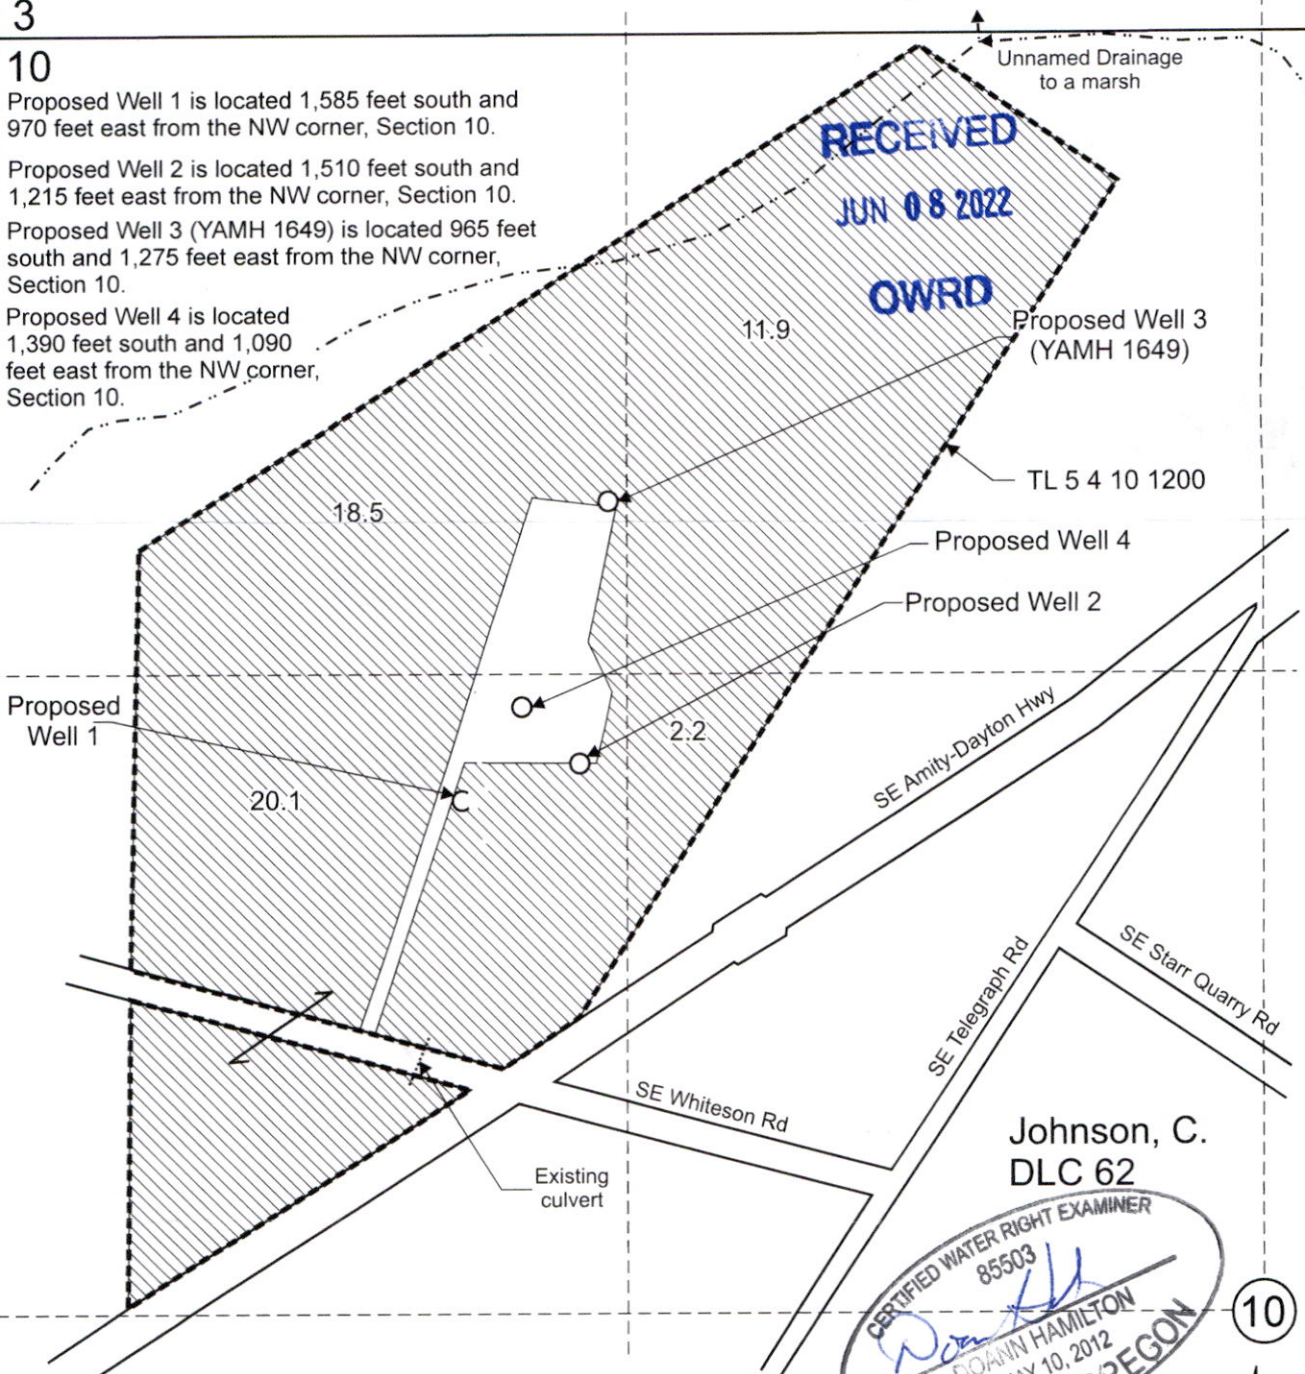 3
10
Proposed Well 1 is located 1,585 feet south and
970 feet east from the NW corner, Section 10.
Proposed Well 2 is located 1,510 feet south and
1,215 feet east from the NW corner, Section 10.
Proposed Well 3 (YAMH 1649) is located 965 feet
south and 1,275 feet east from the NW corner,
Section 10.
Proposed Well 4 is located
1,390 feet south and 1,090
feet east from the NW corner,
Section 10.
Unnamed Drainage
to a marsh
RECEIVED
JUN 08 2022
OWRD
11.9
Proposed Well 3
(YAMH 1649)
TL 5 4 10 1200
18.5
Proposed Well 4
Proposed Well 2
Proposed
Well 1
2.2
20.1
SE Amity-Dayton Hwy
SE Telegraph Rd
SE Starr Quarry Rd
SE Whiteson Rd
Existing
culvert
Johnson, C.
DLC 62
CERTIFIED WATER RIGHT EXAMINER
85503
DOANN HAMILTON
MAY 10, 2012
OREGON
10